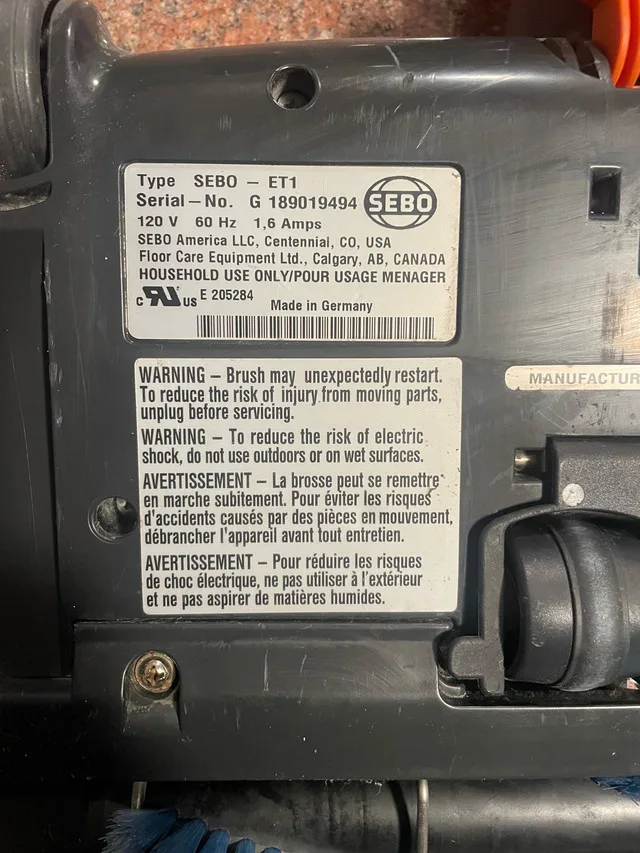 Type SEBO – ET1
Serial–No. G 189019494
SEBO
120 V 60 Hz 1,6 Amps
SEBO America LLC, Centennial, CO, USA
Floor Care Equipment Ltd., Calgary, AB, CANADA
HOUSEHOLD USE ONLY/POUR USAGE MENAGER
c RU us E 205284
Made in Germany
WARNING – Brush may unexpectedly restart.
To reduce the risk of injury from moving parts,
unplug before servicing.
WARNING – To reduce the risk of electric
shock, do not use outdoors or on wet surfaces.
AVERTISSEMENT – La brosse peut se remettre
en marche subitement. Pour éviter les risques
d'accidents causés par des pièces en mouvement,
débrancher l'appareil avant tout entretien.
AVERTISSEMENT – Pour réduire les risques
de choc électrique, ne pas utiliser à l'extérieur
et ne pas aspirer de matières humides.
MANUFACTUR